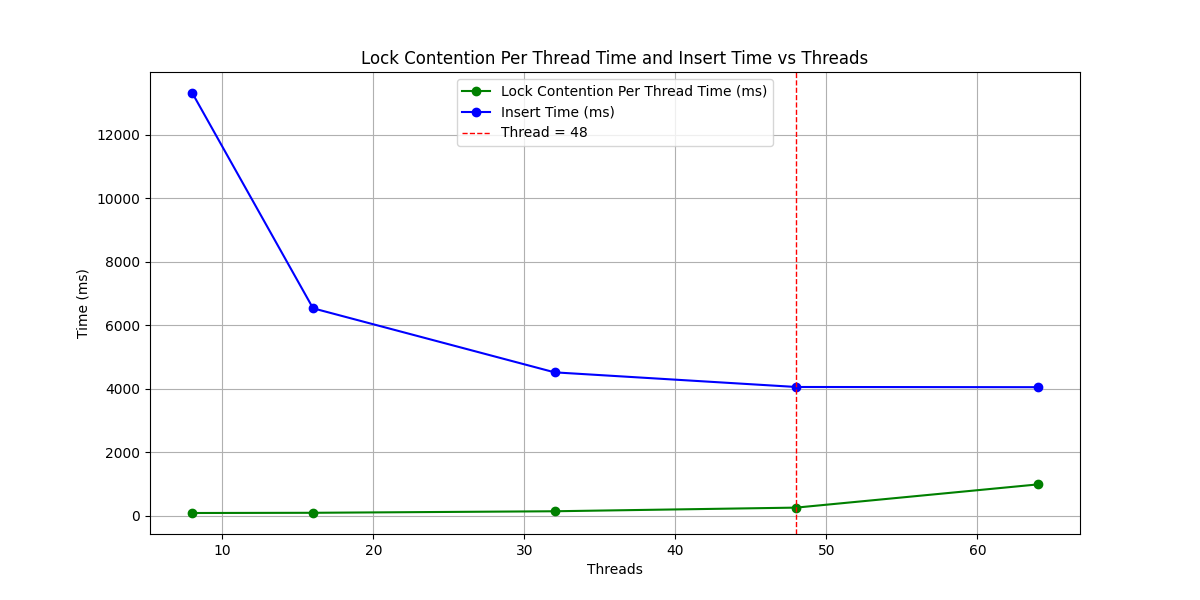 Lock Contention Per Thread Time and Insert Time vs Threads
Lock Contention Per Thread Time (ms)
Insert Time (ms)
Thread = 48
Time (ms)
12000
10000
8000
6000
4000
2000
0
10 20 30 40 50 60
Threads